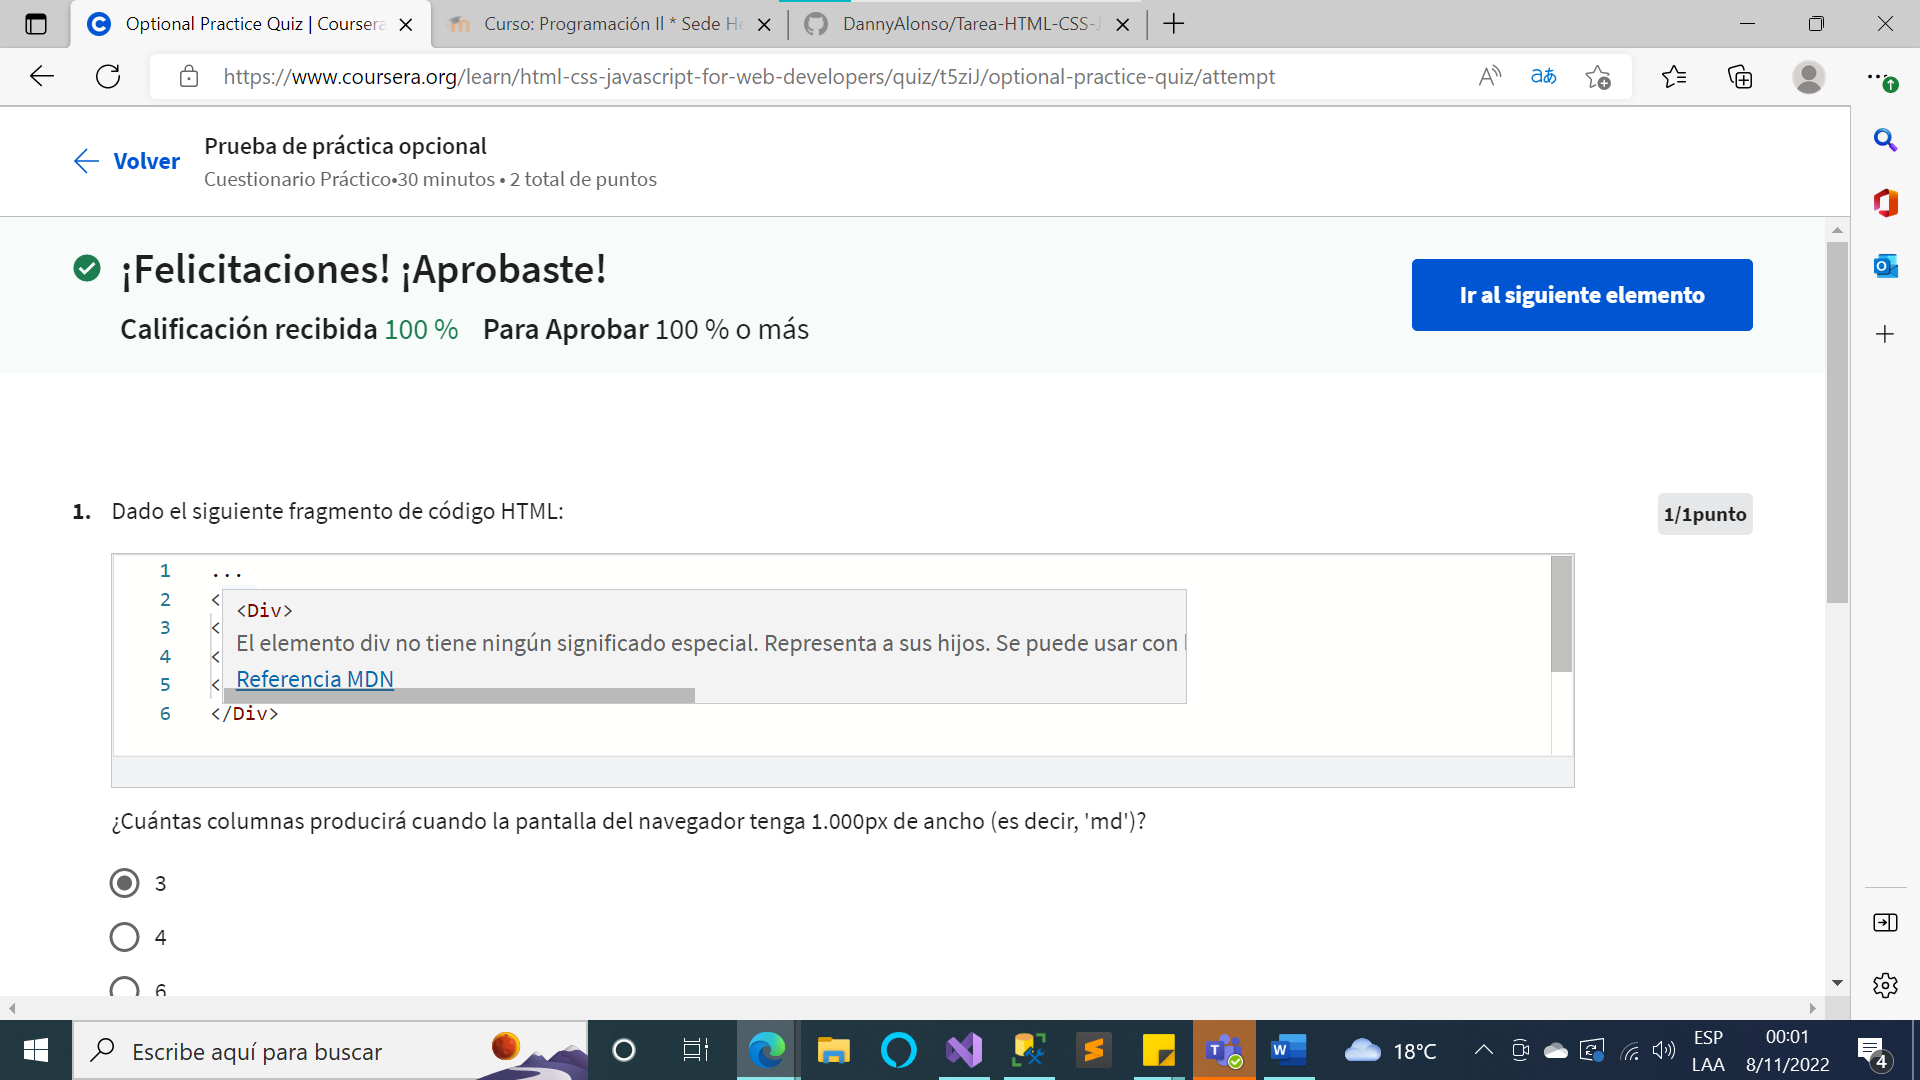 Optional Practice Quiz | Coursera
Curso: Programación II * Sede He
DannyAlonso/Tarea-HTML-CSS-J
https://www.coursera.org/learn/html-css-javascript-for-web-developers/quiz/t5ziJ/optional-practice-quiz/attempt
Volver
Prueba de práctica opcional
Cuestionario Práctico•30 minutos • 2 total de puntos
¡Felicitaciones! ¡Aprobaste!
Calificación recibida 100 % Para Aprobar 100 % o más
Ir al siguiente elemento
1. Dado el siguiente fragmento de código HTML:
1/1punto
1 ...
2 <
3 <
4 <
5 <
6 </Div>
<Div>
El elemento div no tiene ningún significado especial. Representa a sus hijos. Se puede usar con
Referencia MDN
¿Cuántas columnas producirá cuando la pantalla del navegador tenga 1.000px de ancho (es decir, 'md')?
3
4
6
Escribe aquí para buscar
18°C
ESP
LAA
00:01
8/11/2022
4